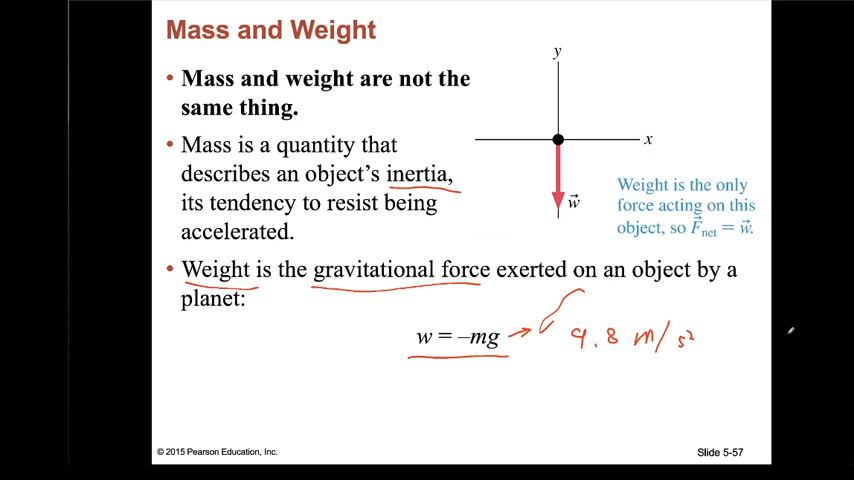 Mass and Weight
• Mass and weight are not the
same thing.
• Mass is a quantity that
describes an object's inertia,
its tendency to resist being
accelerated.
y
x
w⃗
Weight is the only
force acting on this
object, so F⃗net = w⃗.
• Weight is the gravitational force exerted on an object by a
planet:
w = –mg → 9.8 m/s²
© 2015 Pearson Education, Inc.
Slide 5-57